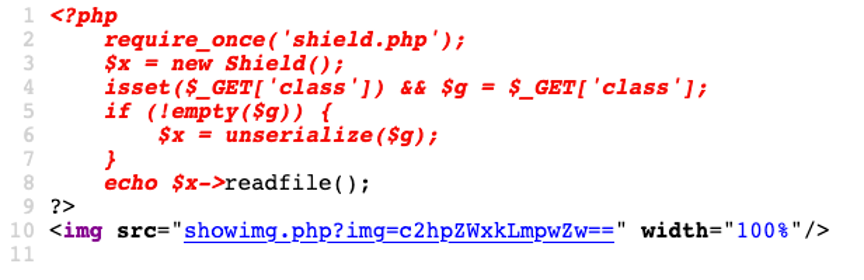 1 <?php
2 require_once('shield.php');
3 $x = new Shield();
4 isset($_GET['class']) && $g = $_GET['class'];
5 if (!empty($g)) {
6 $x = unserialize($g);
7 }
8 echo $x->readfile();
9 ?>
10 <img src="showimg.php?img=c2hpZWxkLmpwZw==" width="100%"/>
11